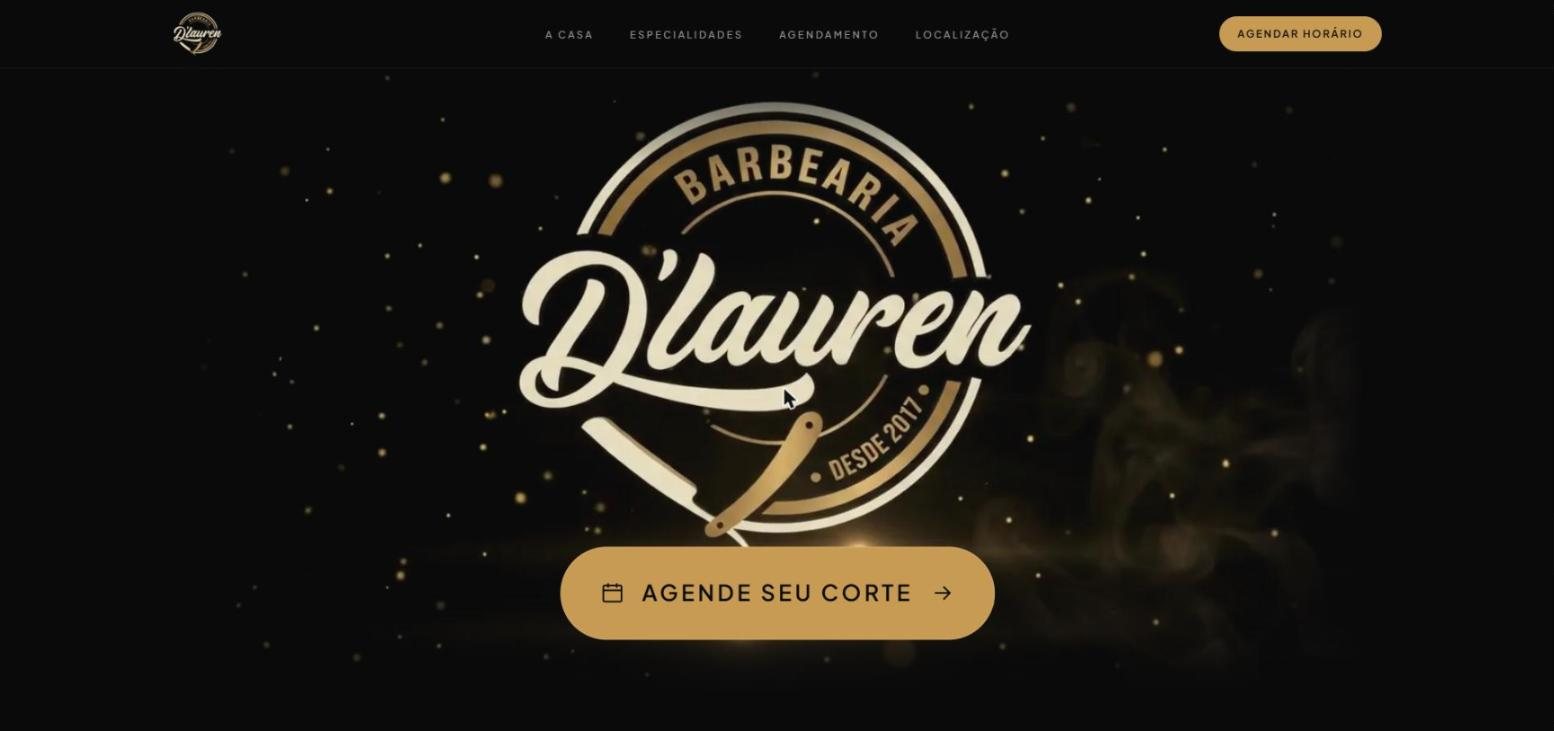 D'lauren
A CASA
ESPECIALIDADES
AGENDAMENTO
LOCALIZAÇÃO
AGENDAR HORÁRIO
BARBEARIA
D'lauren
DESDE 2017
AGENDE SEU CORTE